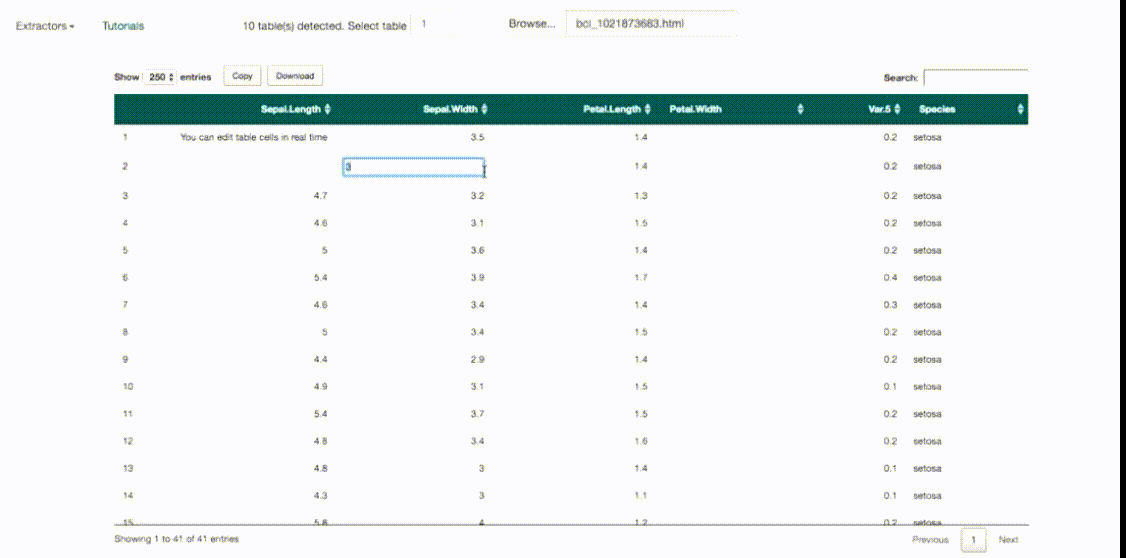 Extractors Tutorials 10 table(s) detected. Select table 1 Browse... bci_1021873683.html
Show 250 entries Copy Download Search:
Sepal.Length Sepal.Width Petal.Length Petal.Width Var.5 Species
1 You can edit table cells in real time 3.5 1.4 0.2 setosa
2 3 1.4 0.2 setosa
3 4.7 3.2 1.3 0.2 setosa
4 4.6 3.1 1.5 0.2 setosa
5 5 3.6 1.4 0.2 setosa
6 5.4 3.9 1.7 0.4 setosa
7 4.6 3.4 1.4 0.3 setosa
8 5 3.4 1.5 0.2 setosa
9 4.4 2.9 1.4 0.2 setosa
10 4.9 3.1 1.5 0.1 setosa
11 5.4 3.7 1.5 0.2 setosa
12 4.8 3.4 1.6 0.2 setosa
13 4.8 3 1.4 0.1 setosa
14 4.3 3 1.1 0.1 setosa
15 5.8 4 1.2 0.2 setosa
Showing 1 to 41 of 41 entries Previous 1 Next